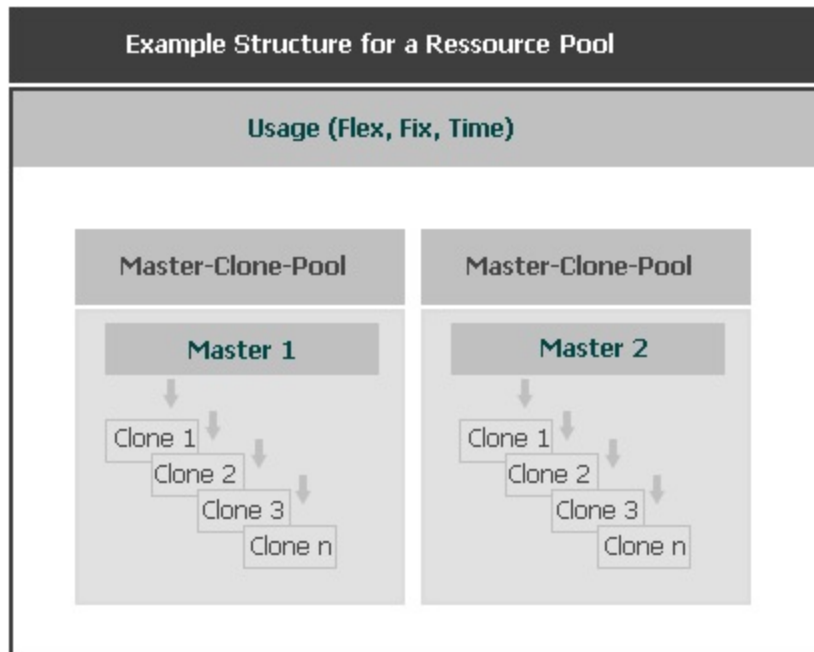 Example Structure for a Ressource Pool
Usage (Flex, Fix, Time)
Master-Clone-Pool
Master 1
Clone 1
Clone 2
Clone 3
Clone n
Master-Clone-Pool
Master 2
Clone 1
Clone 2
Clone 3
Clone n